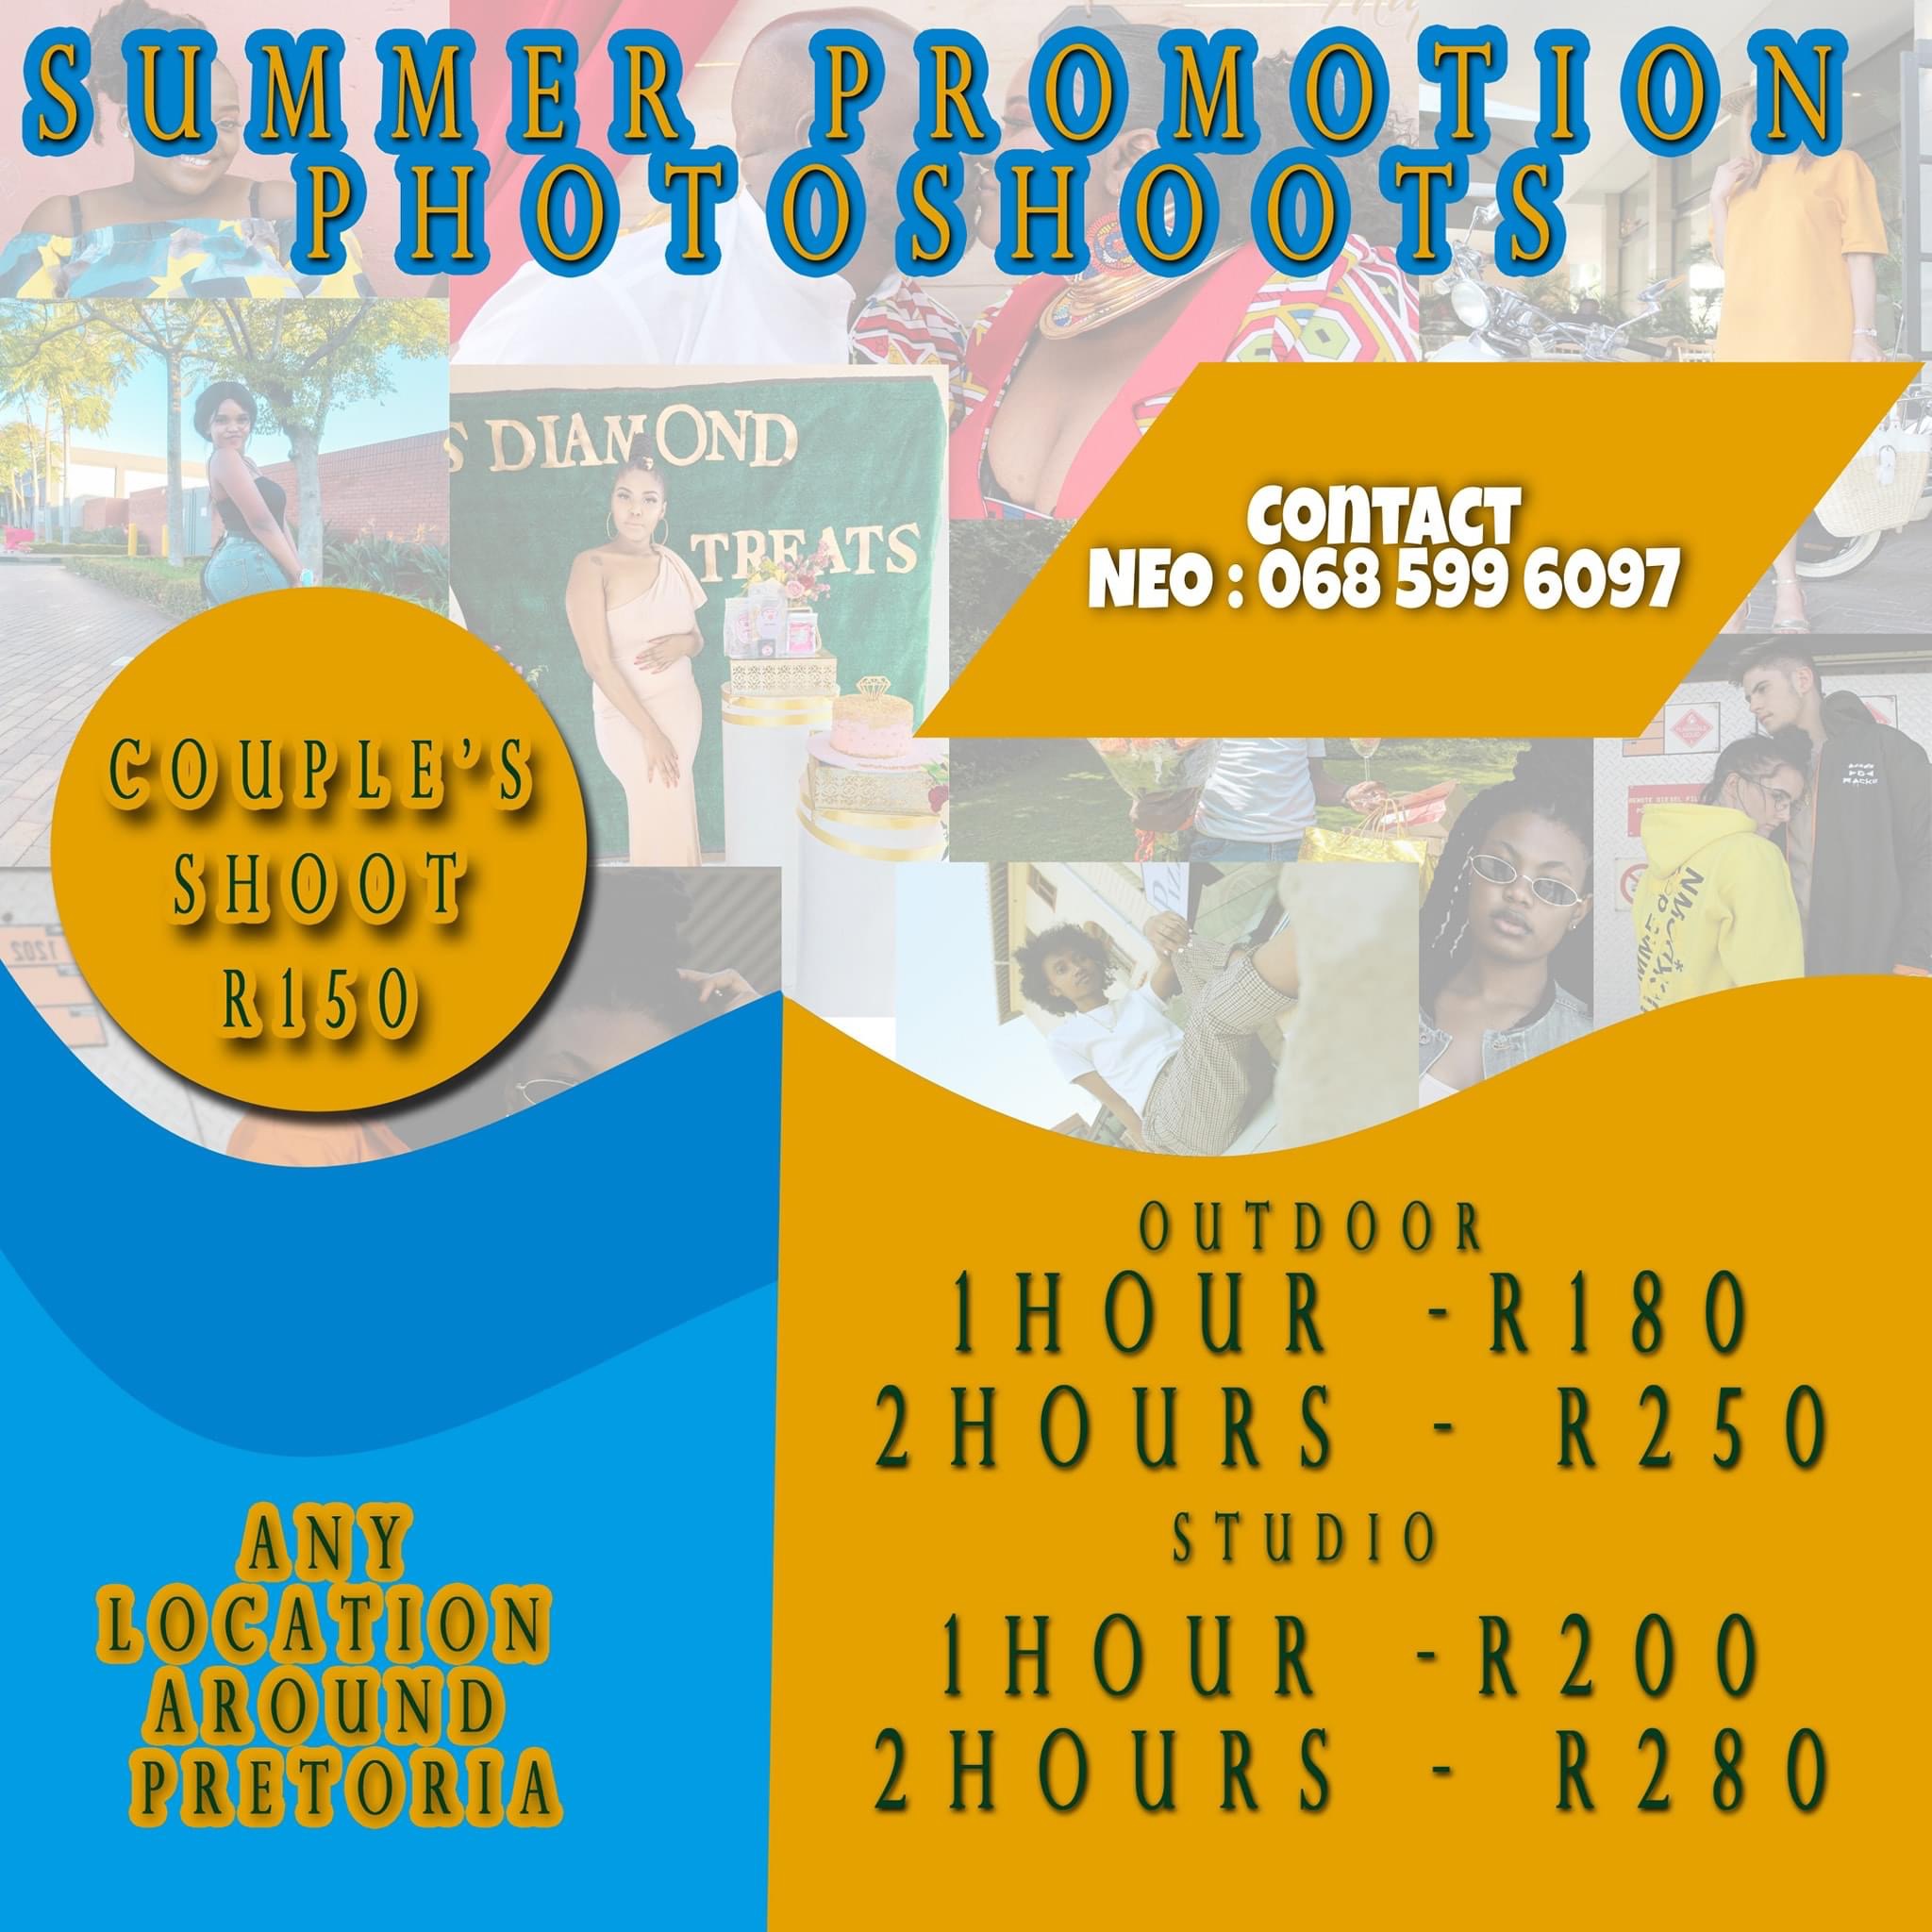 SUMMER PROMOTION
PHOTOSHOOTS
S DIAMOND
TREATS
CONTACT
NEO : 068 599 6097
COUPLE'S
SHOOT
R150
OUTDOOR
1HOUR -R180
2HOURS - R250
STUDIO
1HOUR -R200
2HOURS - R280
ANY
LOCATION
AROUND
PRETORIA